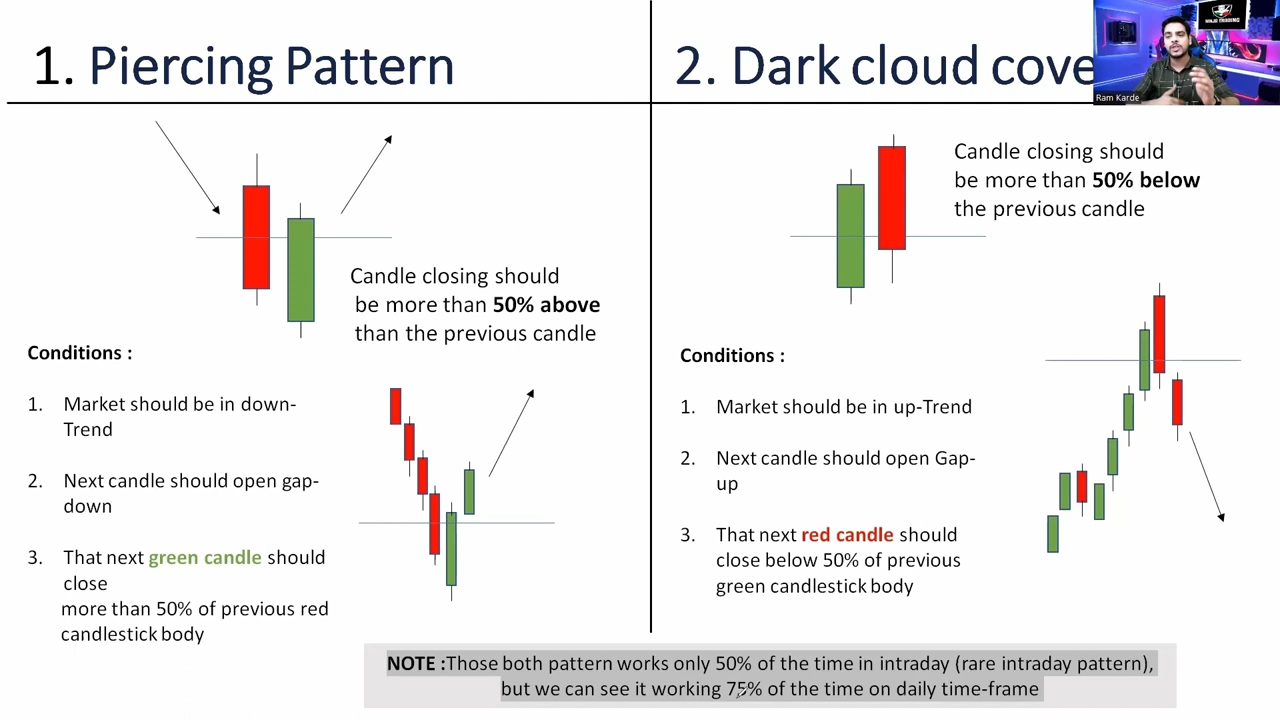 1. Piercing Pattern
Candle closing should
be more than 50% above
than the previous candle
Conditions :
1. Market should be in down-
Trend
2. Next candle should open gap-
down
3. That next green candle should
close
more than 50% of previous red
candlestick body
2. Dark cloud cove
NINJA TRADING
Ram Karde
Candle closing should
be more than 50% below
the previous candle
Conditions :
1. Market should be in up-Trend
2. Next candle should open Gap-
up
3. That next red candle should
close below 50% of previous
green candlestick body
NOTE :Those both pattern works only 50% of the time in intraday (rare intraday pattern),
but we can see it working 75% of the time on daily time-frame